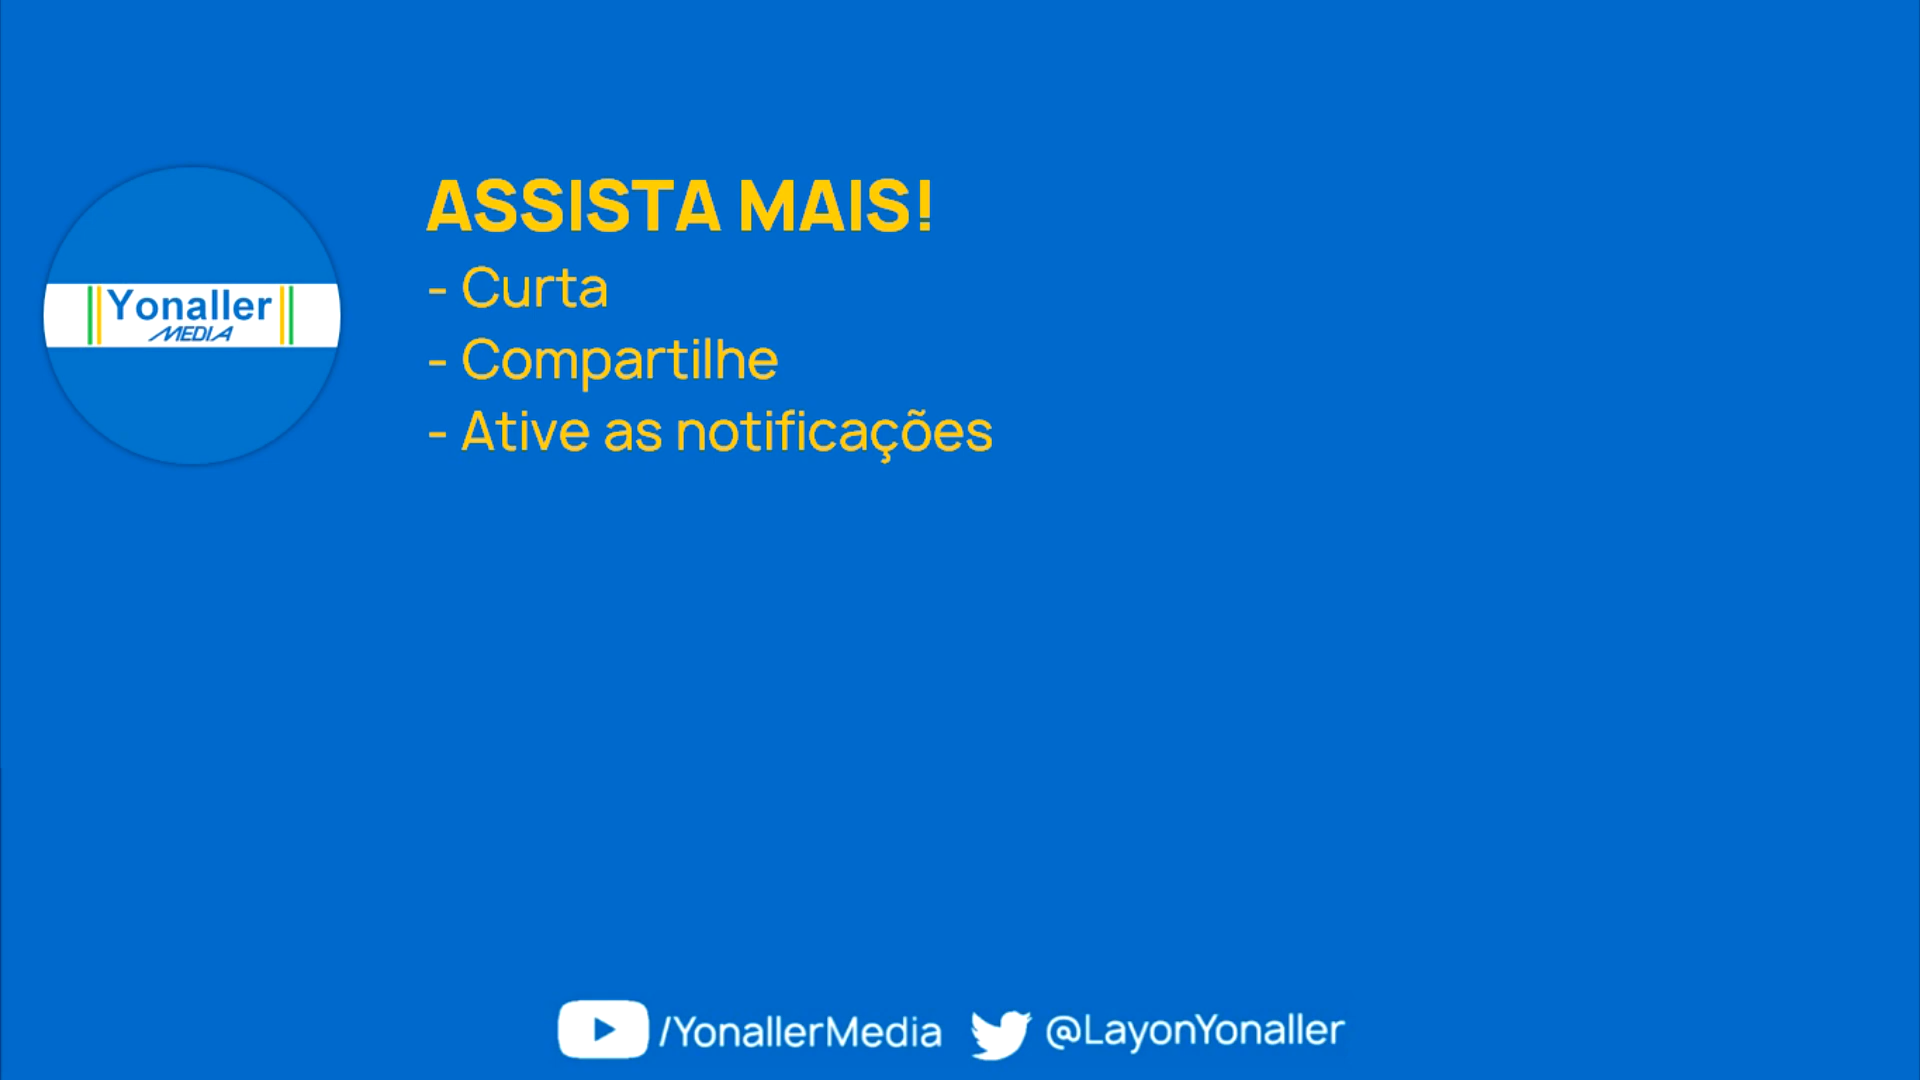 Yonaller
MEDIA
ASSISTA MAIS!
- Curta
- Compartilhe
- Ative as notificações
/YonallerMedia @LayonYonaller